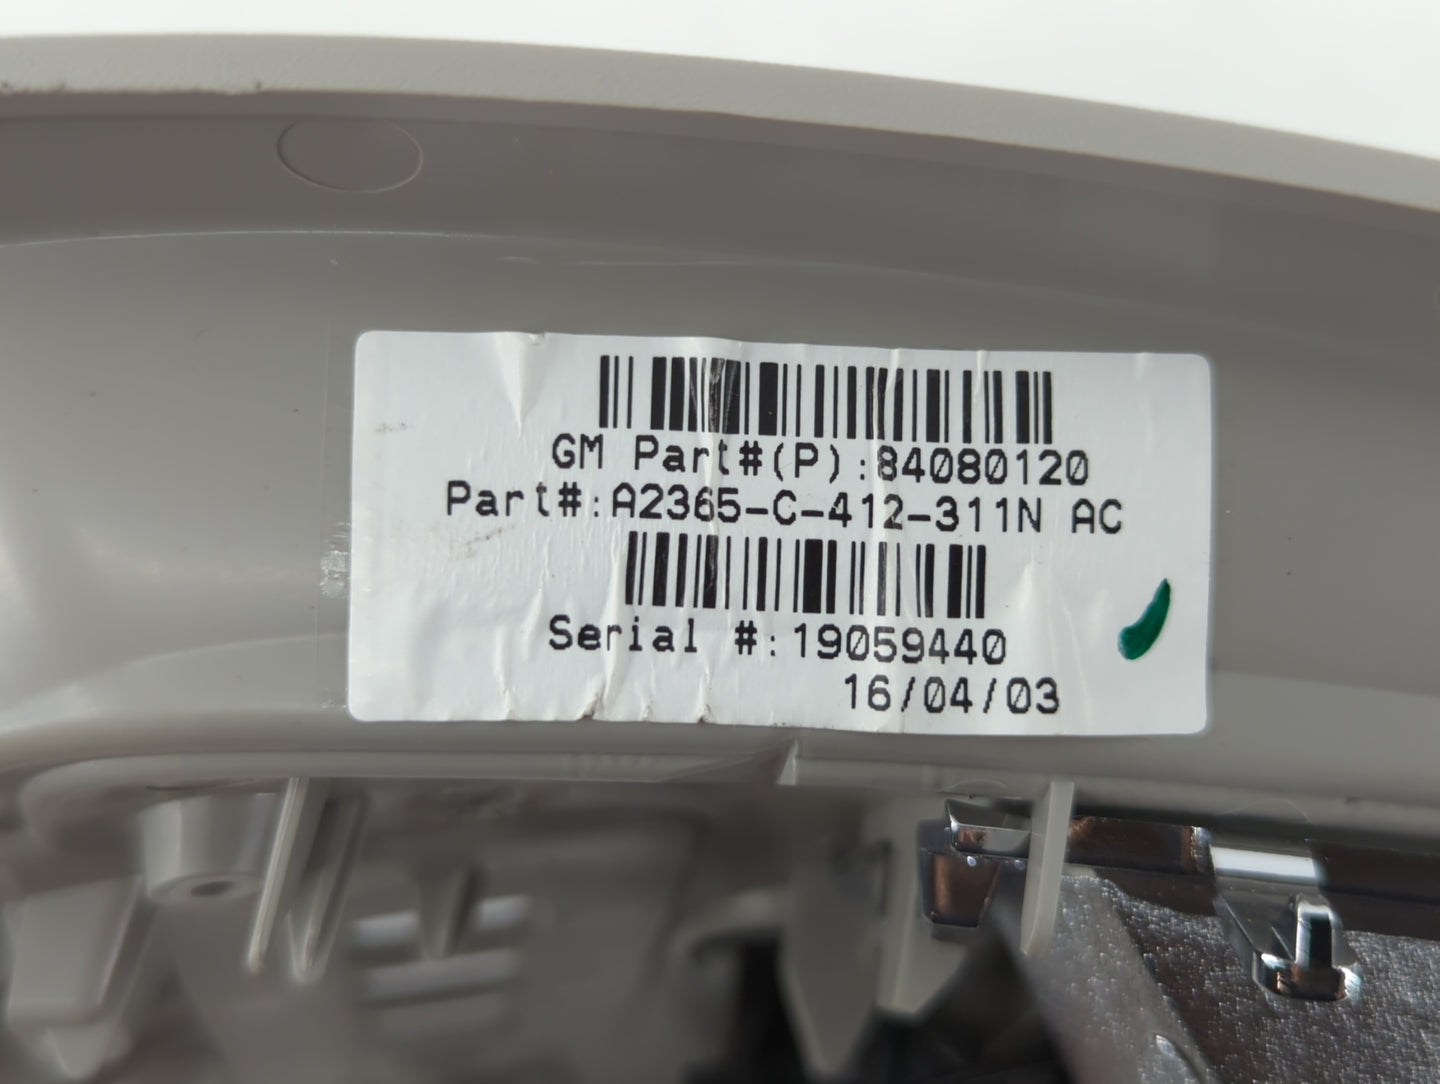 GM Part#(P):84080120
Part#:A2365-C-412-311N AC
Serial #:19059440
16/04/03